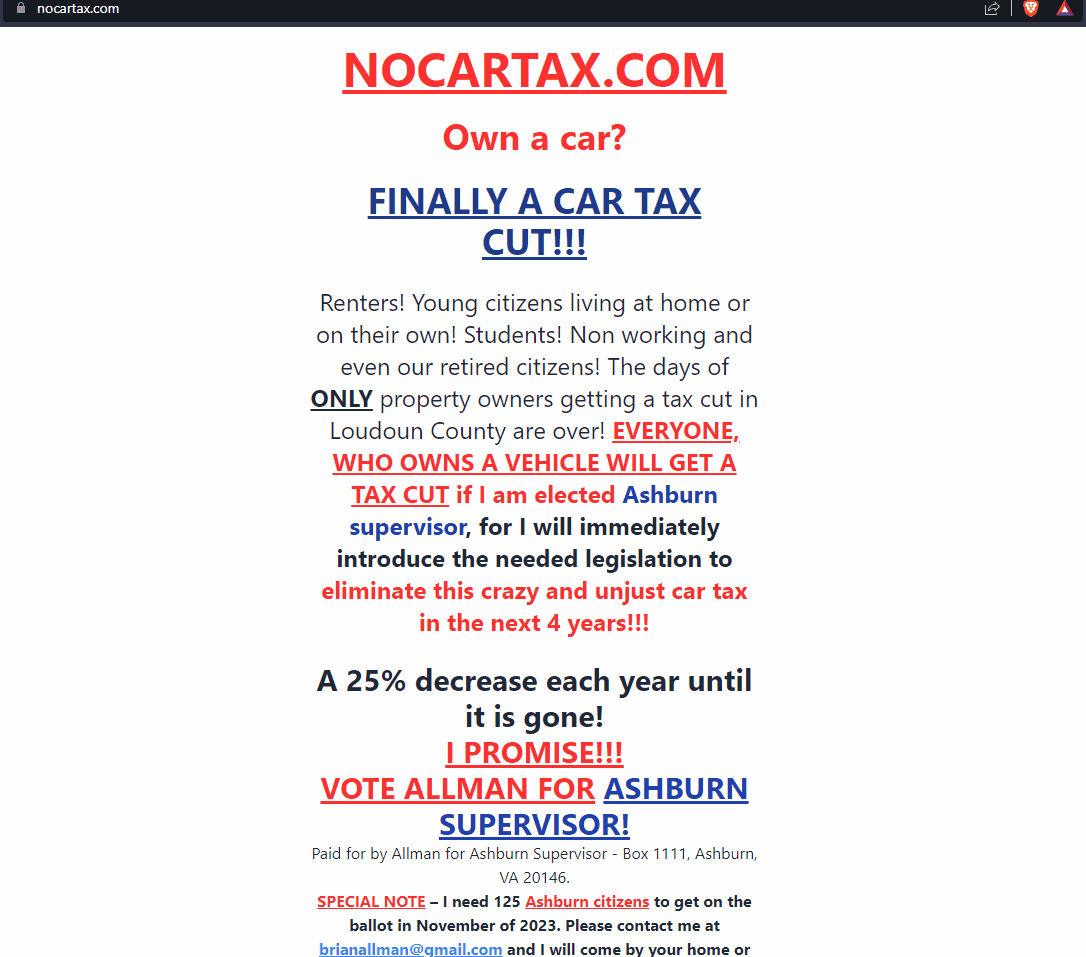 nocartax.com
NOCARTAX.COM
Own a car?
FINALLY A CAR TAX
CUT!!!
Renters! Young citizens living at home or
on their own! Students! Non working and
even our retired citizens! The days of
ONLY property owners getting a tax cut in
Loudoun County are over! EVERYONE,
WHO OWNS A VEHICLE WILL GET A
TAX CUT if I am elected Ashburn
supervisor, for I will immediately
introduce the needed legislation to
eliminate this crazy and unjust car tax
in the next 4 years!!!
A 25% decrease each year until
it is gone!
I PROMISE!!!
VOTE ALLMAN FOR ASHBURN
SUPERVISOR!
Paid for by Allman for Ashburn Supervisor - Box 1111, Ashburn,
VA 20146.
SPECIAL NOTE – I need 125 Ashburn citizens to get on the
ballot in November of 2023. Please contact me at
brianallman@gmail.com and I will come by your home or